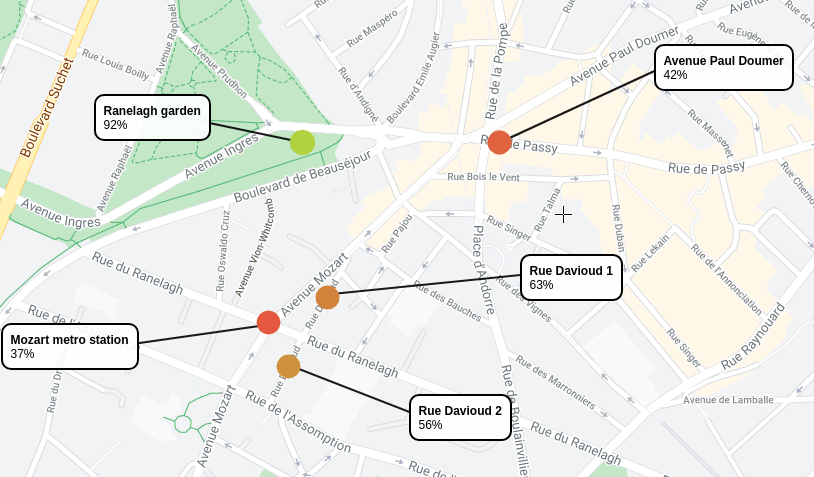 Rue Maspéro
Rue Louis Boilly
Avenue Raphaël
Avenue Prudhon
Boulevard Suchet
Rue d'Andigné
Boulevard Emile Augier
Rue de la Pompe
Avenue Paul Doumer
Avenue Paul Doumer
42%
Rue Eugène
Rue Massenet
Ranelagh garden
92%
Avenue Ingres
Avenue Raphaël
Boulevard de Beauséjour
Rue de Passy
Rue de Passy
Rue Bois le Vent
Avenue Ingres
Rue Oswaldo Cruz
Avenue Vion-Whitcomb
Rue Pajou
Rue Singer
Rue Talma
Rue Duban
Rue Lekain
Rue de l'Annonciation
Place d'Andorre
Rue du Ranelagh
Avenue Mozart
Rue Davioud 1
63%
Rue des Bauches
Rue des Vignes
Rue Raynouard
Rue Singer
Mozart metro station
37%
Rue du Ranelagh
Rue des Marronniers
Avenue de Lamballe
Rue de l'Assomption
Rue Davioud 2
56%
Rue de Boulainvilliers
Rue du Ranelagh
Avenue Mozart